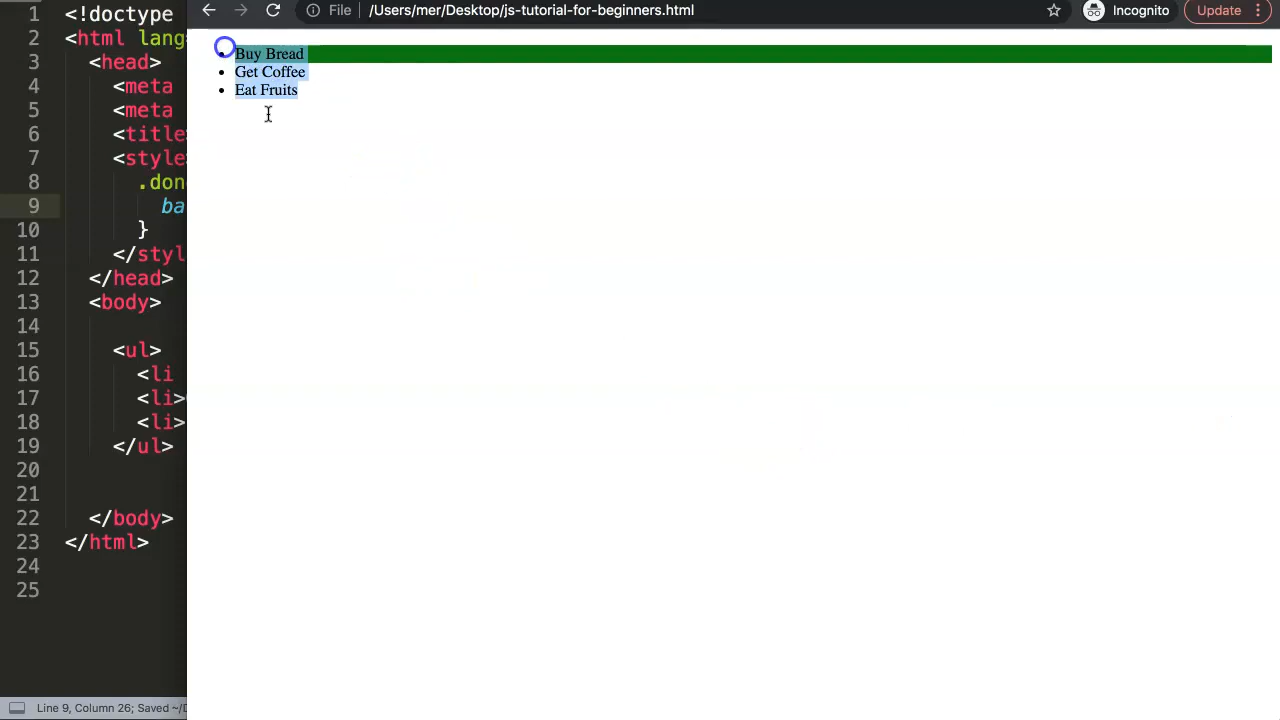 /Users/mer/Desktop/js-tutorial-for-beginners.html
File
Incognito
Update
Buy Bread
Get Coffee
Eat Fruits
1 <!doctype
2 <html lang=
3 <head>
4 <meta
5 <meta
6 <title
7 <style
8 .don
9 ba
10 }
11 </styl
12 </head>
13 <body>
14
15 <ul>
16 <li
17 <li>
18 <li>
19 </ul>
20
21
22 </body>
23 </html>
24
25
Line 9, Column 26; Saved ~/D